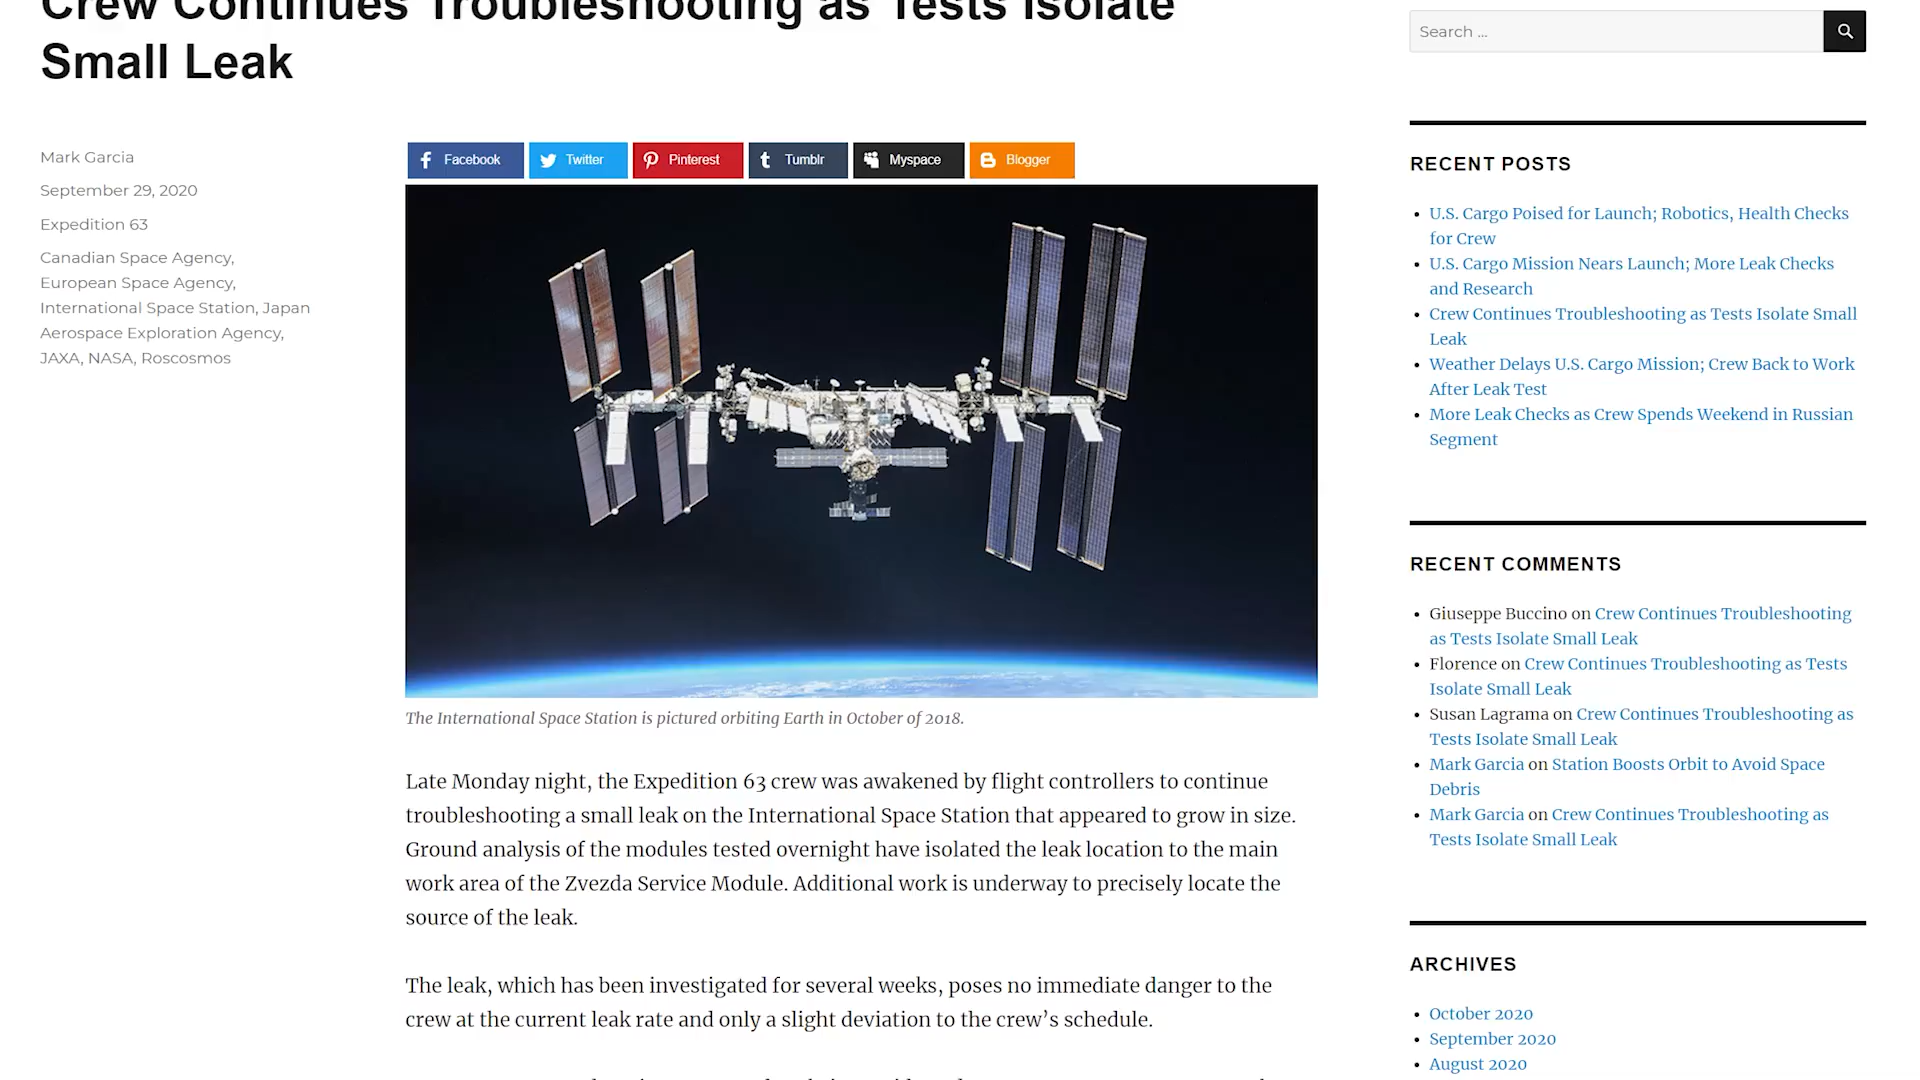 Crew Continues Troubleshooting as Tests Isolate
Small Leak
Mark Garcia
September 29, 2020
Expedition 63
Canadian Space Agency,
European Space Agency,
International Space Station, Japan
Aerospace Exploration Agency,
JAXA, NASA, Roscosmos
Facebook
Twitter
Pinterest
Tumblr
Myspace
Blogger
The International Space Station is pictured orbiting Earth in October of 2018.
Late Monday night, the Expedition 63 crew was awakened by flight controllers to continue
troubleshooting a small leak on the International Space Station that appeared to grow in size.
Ground analysis of the modules tested overnight have isolated the leak location to the main
work area of the Zvezda Service Module. Additional work is underway to precisely locate the
source of the leak.
The leak, which has been investigated for several weeks, poses no immediate danger to the
crew at the current leak rate and only a slight deviation to the crew’s schedule.
Search …
RECENT POSTS
U.S. Cargo Poised for Launch; Robotics, Health Checks
for Crew
U.S. Cargo Mission Nears Launch; More Leak Checks
and Research
Crew Continues Troubleshooting as Tests Isolate Small
Leak
Weather Delays U.S. Cargo Mission; Crew Back to Work
After Leak Test
More Leak Checks as Crew Spends Weekend in Russian
Segment
RECENT COMMENTS
Giuseppe Buccino on Crew Continues Troubleshooting
as Tests Isolate Small Leak
Florence on Crew Continues Troubleshooting as Tests
Isolate Small Leak
Susan Lagrama on Crew Continues Troubleshooting as
Tests Isolate Small Leak
Mark Garcia on Station Boosts Orbit to Avoid Space
Debris
Mark Garcia on Crew Continues Troubleshooting as
Tests Isolate Small Leak
ARCHIVES
October 2020
September 2020
August 2020